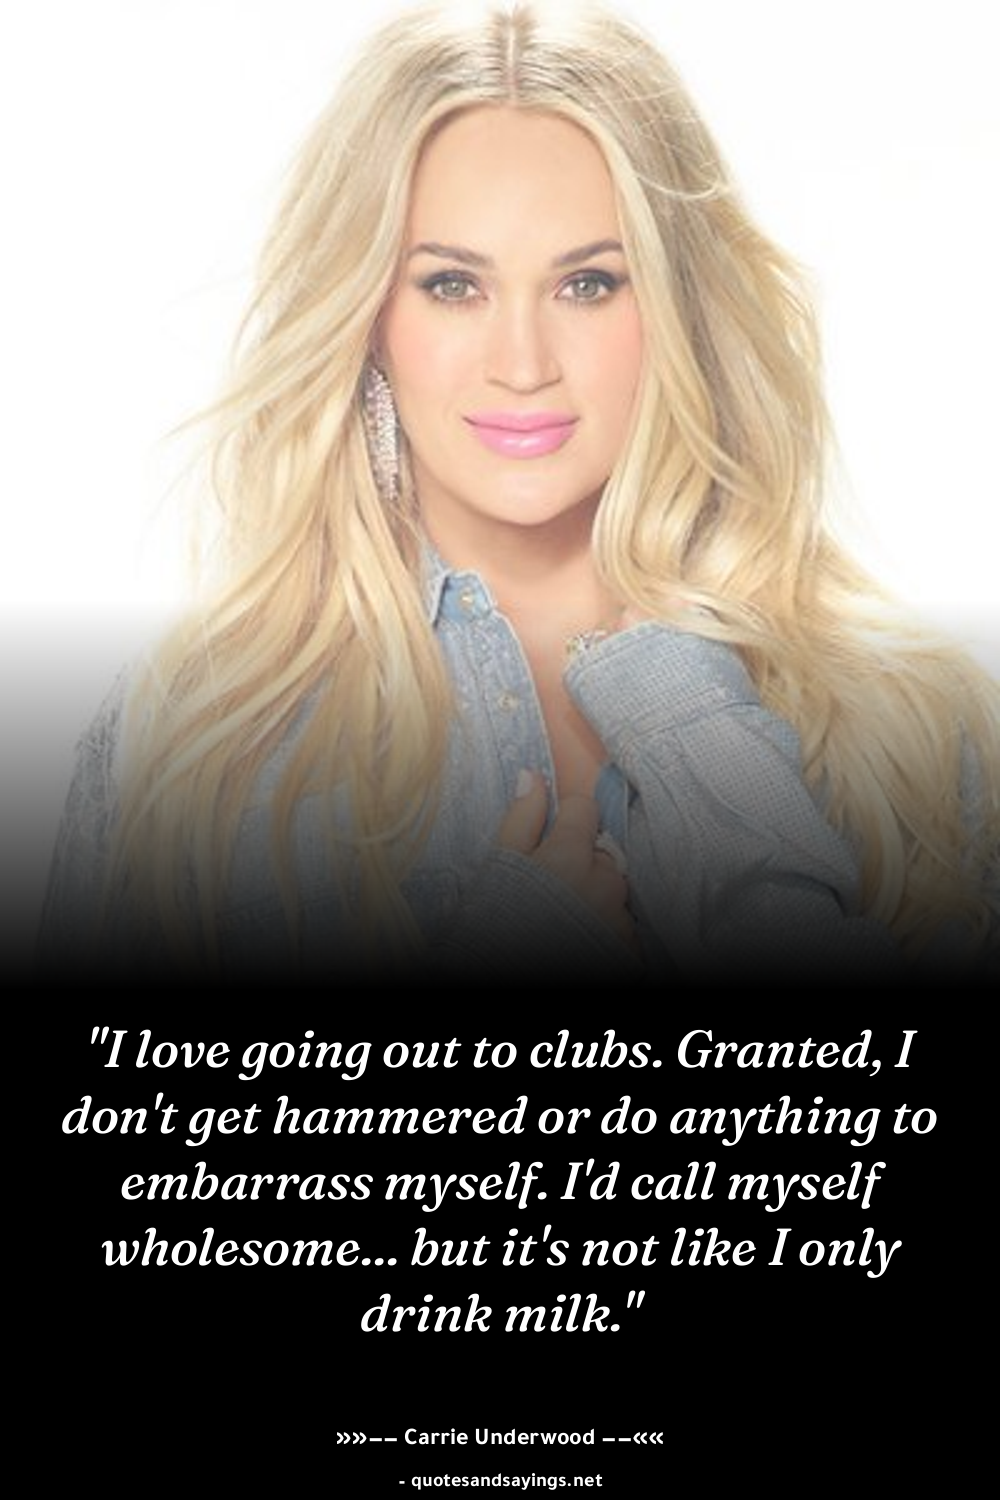 "I love going out to clubs. Granted, I
don't get hammered or do anything to
embarrass myself. I'd call myself
wholesome... but it's not like I only
drink milk."
»»–– Carrie Underwood ––««
- quotesandsayings.net